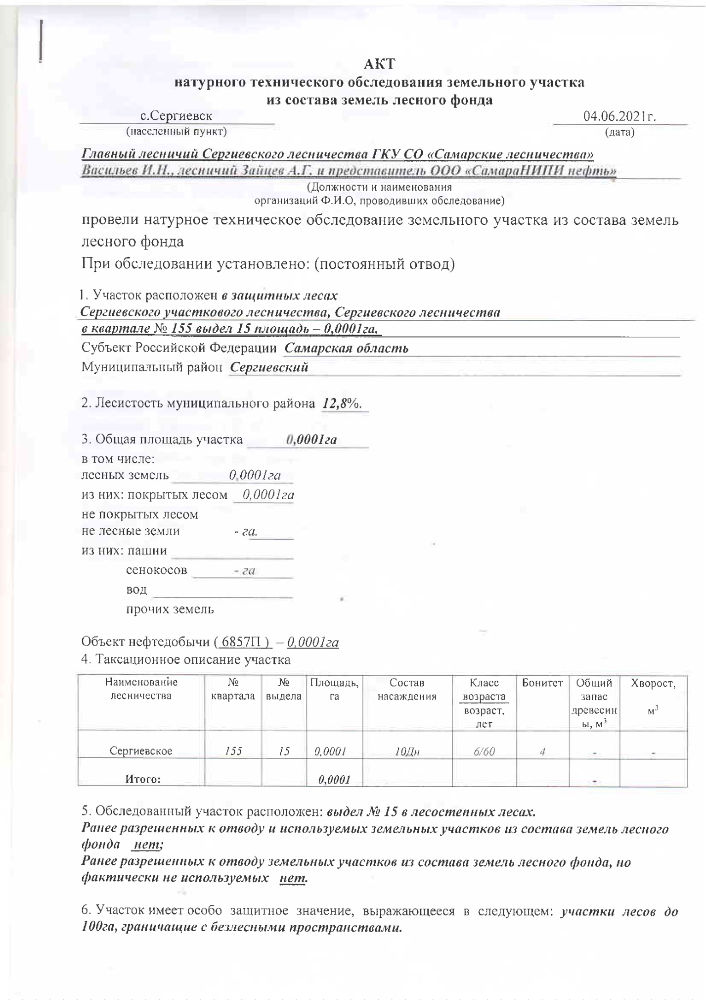 АКТ
натурного технического обследования земельного участка
из состава земель лесного фонда
с.Сергиевск 04.06.2021г.
(населенный пункт) (дата)
Главный лесничий Сергиевского лесничества ГКУ СО «Самарские лесничества»
Васильев И.Н., лесничий Зайцев А.Г. и представитель ООО «СамараНИПИ нефть»
(Должности и наименования
организаций Ф.И.О, проводивших обследование)
провели натурное техническое обследование земельного участка из состава земель
лесного фонда
При обследовании установлено: (постоянный отвод)
1. Участок расположен в защитных лесах
Сергиевского участкового лесничества, Сергиевского лесничества
в квартале № 155 выдел 15 площадь – 0,0001га.
Субъект Российской Федерации Самарская область
Муниципальный район Сергиевский
2. Лесистость муниципального района 12,8%.
3. Общая площадь участка 0,0001га
в том числе:
лесных земель 0,0001га
из них: покрытых лесом 0,0001га
не покрытых лесом
не лесные земли - га.
из них: пашни
сенокосов - га
вод
прочих земель
Объект нефтедобычи ( 6857П ) – 0,0001га
4. Таксационное описание участка
Наименование № № Площадь, Состав Класс Бонитет Общий Хворост,
лесничества квартала выдела га насаждения возраста запас
возраст, древесин м³
лет ы, м³
Сергиевское 155 15 0,0001 10Дн 6/60 4 - -
Итого: 0,0001 -
5. Обследованный участок расположен: выдел № 15 в лесостепных лесах.
Ранее разрешенных к отводу и используемых земельных участков из состава земель лесного
фонда нет;
Ранее разрешенных к отводу земельных участков из состава земель лесного фонда, но
фактически не используемых нет.
6. Участок имеет особо защитное значение, выражающееся в следующем: участки лесов до
100га, граничащие с безлесными пространствами.